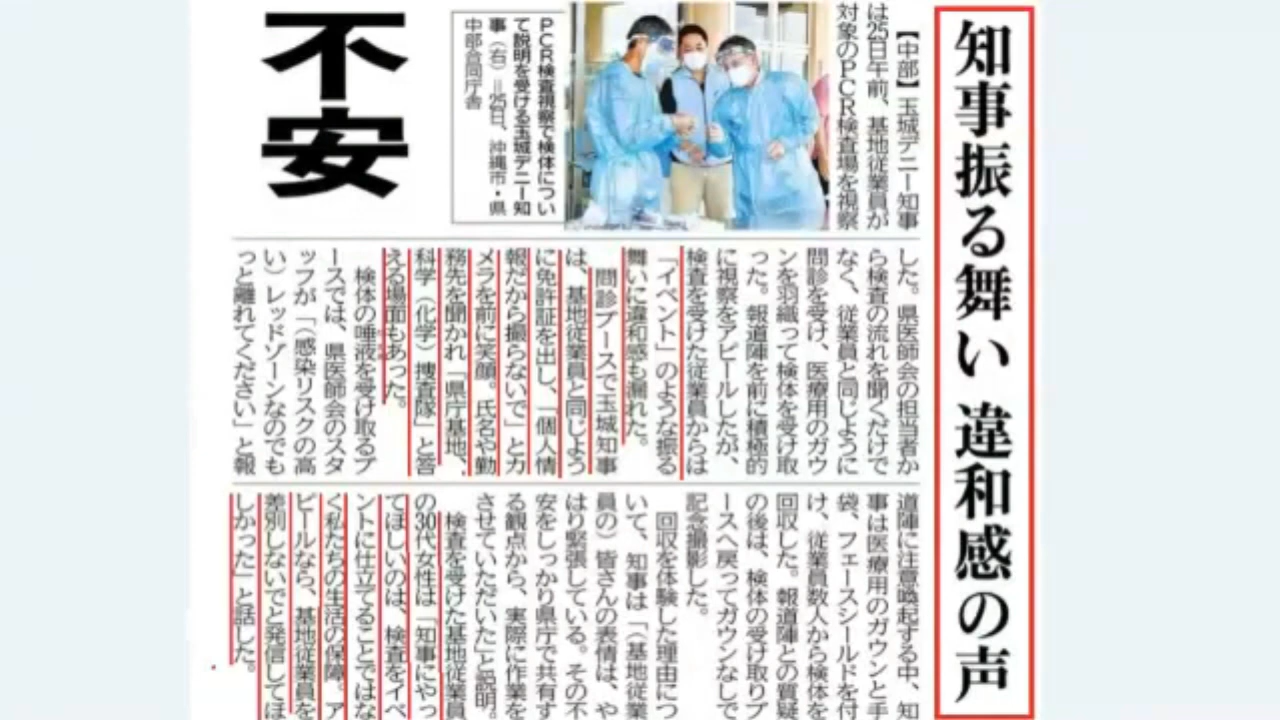 知事振る舞い 違和感の声
【中部】玉城デニー知事
は25日午前、基地従業員が
対象のPCR検査場を視察
PCR検査視察で検体につい
て説明を受ける玉城デニー知
事（右）＝25日、沖縄市・県
中部合同庁舎
不安
した。県医師会の担当者か
ら検査の流れを聞くだけで
なく、従業員と同じように
問診を受け、医療用のガウ
ンを羽織って検体を受け取
った。報道陣を前に積極的
に視察をアピールしたが、
検査を受けた従業員からは
「イベント」のような振る
舞いに違和感も漏れた。
問診ブースで玉城知事
は、基地従業員と同じよう
に免許証を出し、「個人情
報だから撮らないで」とカ
メラを前に笑顔。氏名や勤
務先を聞かれ「県庁基地、
科学（化学）捜査隊」と答
える場面もあった。
検体の唾液を受け取るブ
ースでは、県医師会のスタ
ッフが「（感染リスクの高
い）レッドゾーンなのでも
っと離れてください」と報
道陣に注意喚起する中、知
事は医療用のガウンと手
袋、フェースシールドを付
け、従業員数人から検体を
回収した。報道陣との質疑
の後は、検体の受け取りブ
ースへ戻ってガウンなしで
記念撮影した。
回収を体験した理由につ
いて、知事は「（基地従業
員の）皆さんの表情は、や
はり緊張している。その不
安をしっかり県庁で共有す
る観点から、実際に作業を
させていただいた」と説明。
検査を受けた基地従業員
の30代女性は「知事にやっ
てほしいのは、検査をイベ
ントに仕立てることではな
く私たちの生活の保障。ア
ピールなら、基地従業員を
差別しないでと発信してほ
しかった」と話した。